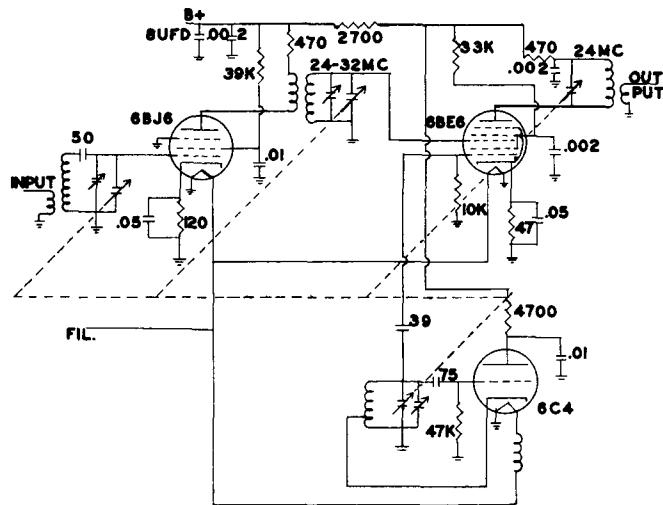 B+
8UFD .002
39K
470
2700
33K
470
24MC
.002
24-32MC
OUT
PUT
6BJ6
6BE6
50
.01
.002
INPUT
.05
120
10K
47
.05
FIL.
39
4700
.01
75
47K
6C4